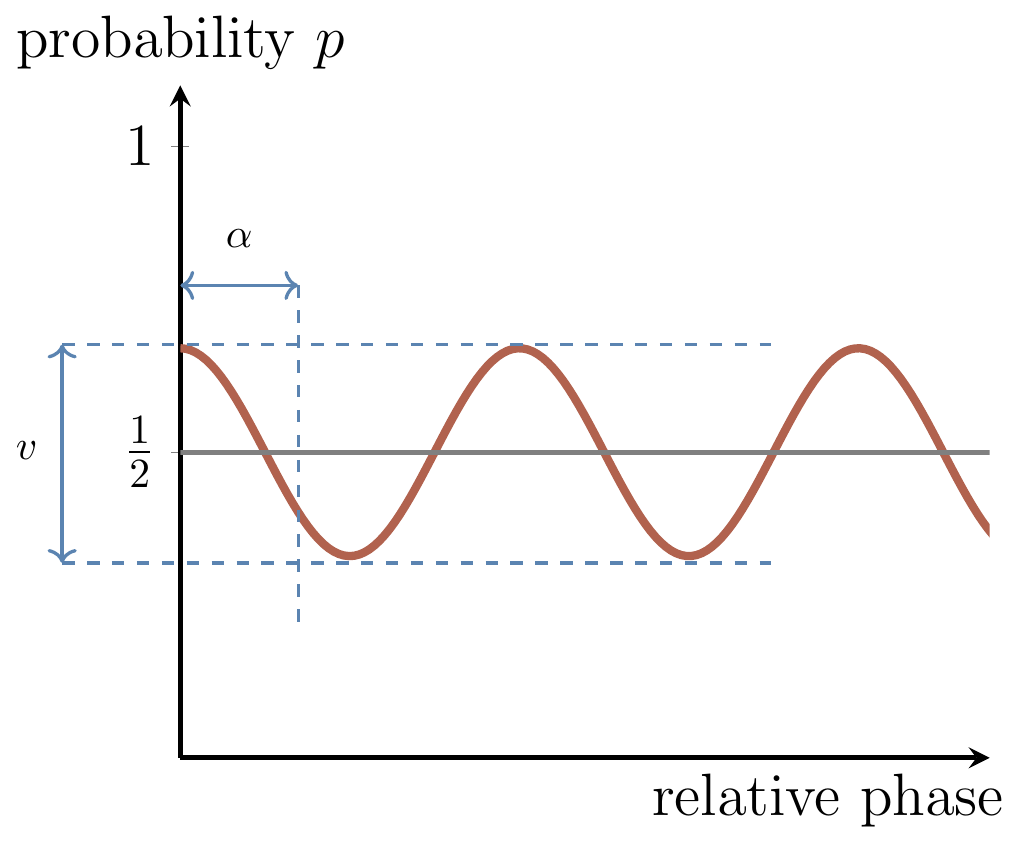 probability p
1
α
v
1/2
relative phase